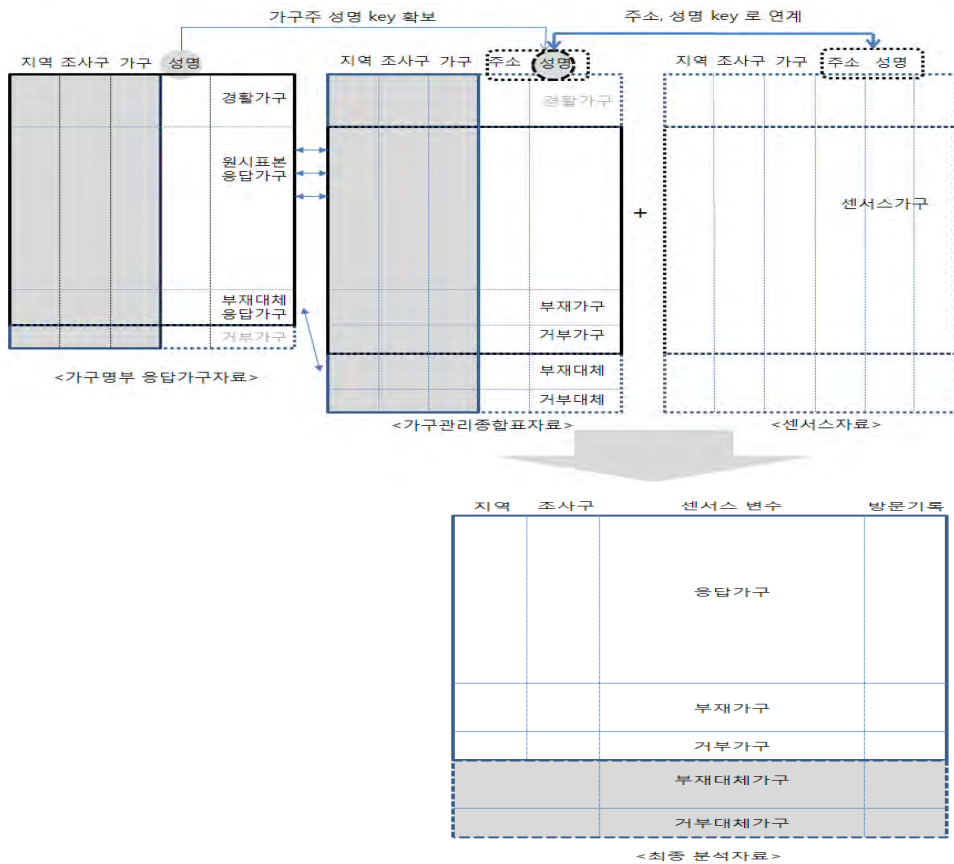 가구주 성명 key 확보
주소, 성명 key 로 연계
지역 조사구 가구 성명
지역 조사구 가구 주소 성명
지역 조사구 가구 주소 성명
경활가구
원시표본
응답가구
부재대체
응답가구
거부가구
<가구명부 응답가구자료>
경활가구
부재가구
거부가구
부재대체
거부대체
<가구관리종합표자료>
+
센서스가구
<센서스자료>
지역 조사구 센서스 변수 방문기록
응답가구
부재가구
거부가구
부재대체가구
거부대체가구
<최종 분석자료>